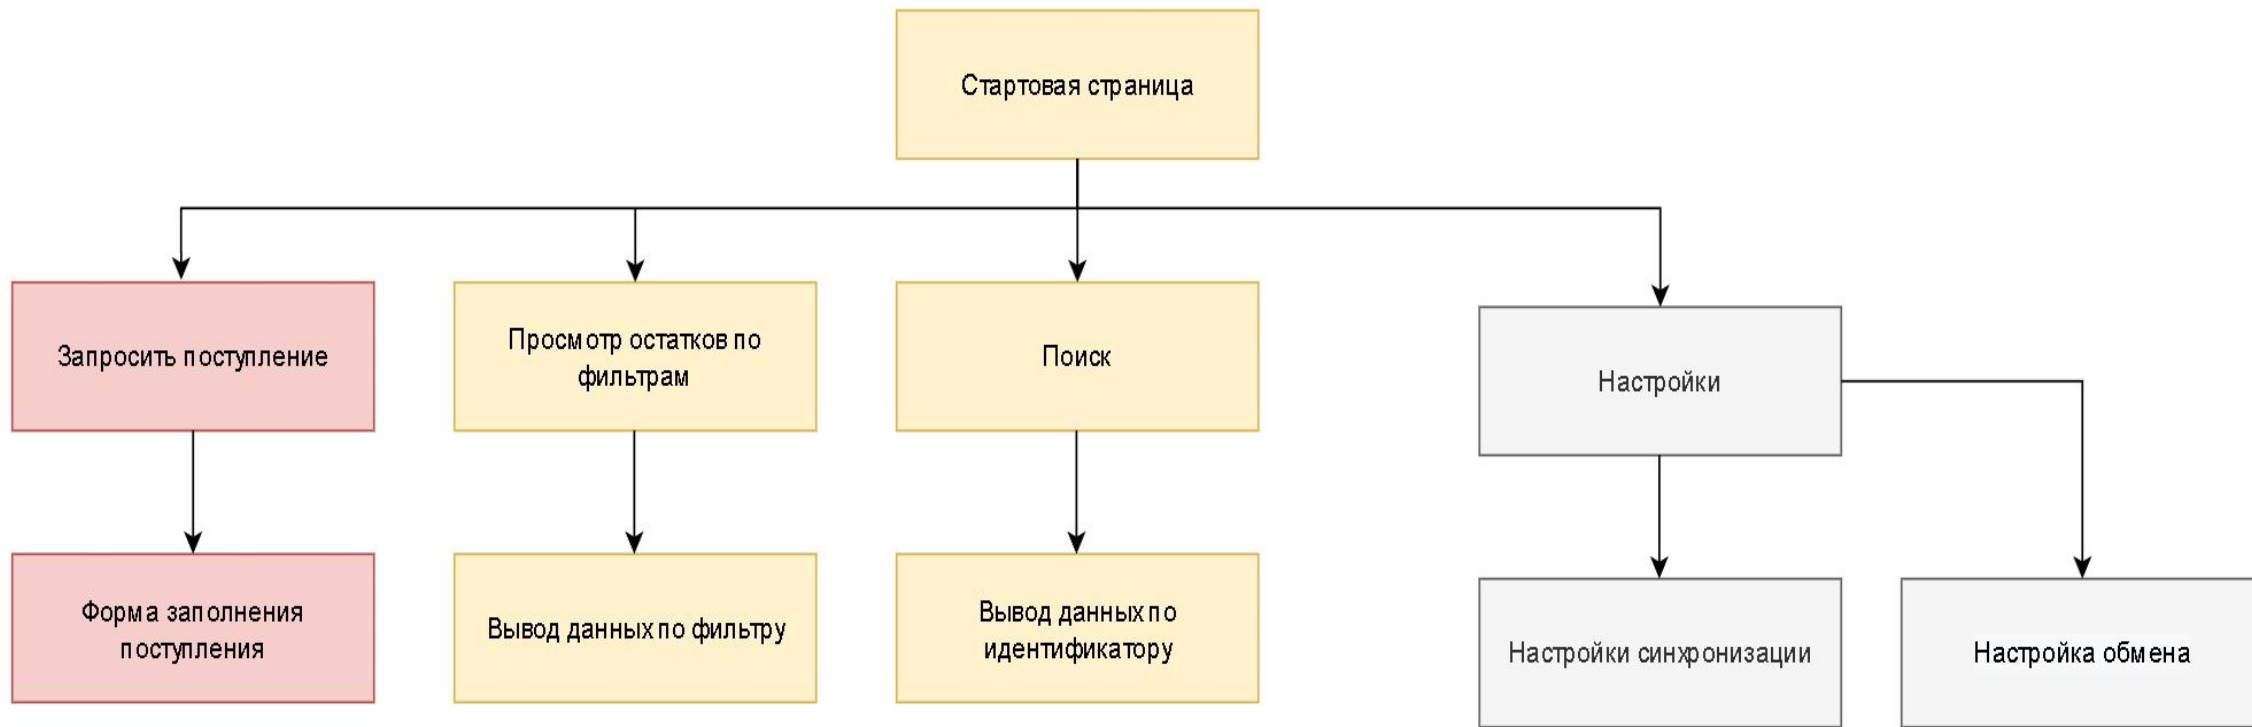 Стартовая страница
Запросить поступление
Просмотр остатков по
фильтрам
Поиск
Настройки
Форма заполнения
поступления
Вывод данных по фильтру
Вывод данных по
идентификатору
Настройки синхронизации
Настройка обмена